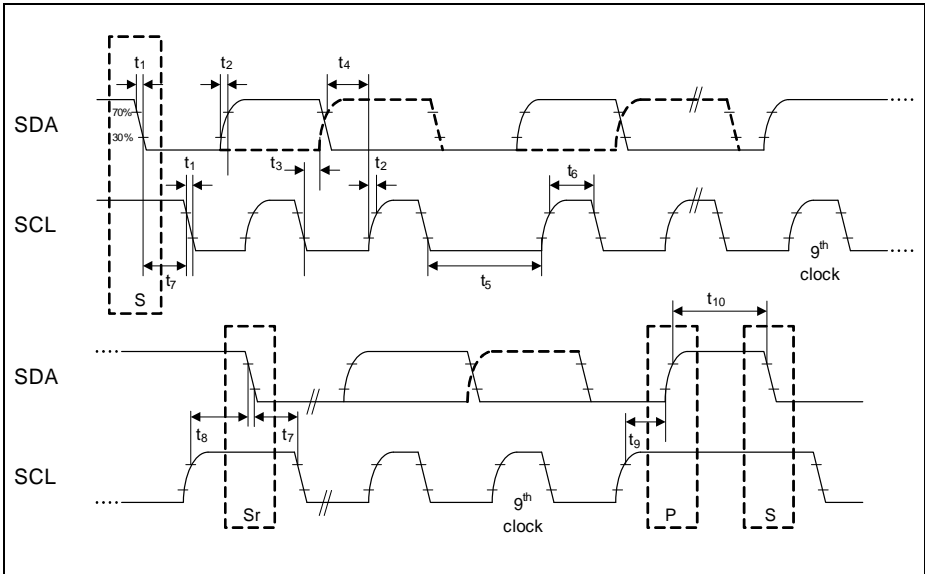 t1 t2 t4
SDA 70%
30%
t1 t3 t2 t6
SCL
t7 t5 9th
clock
S
t10
SDA
t8 t7 t9
SCL
Sr 9th
clock P S